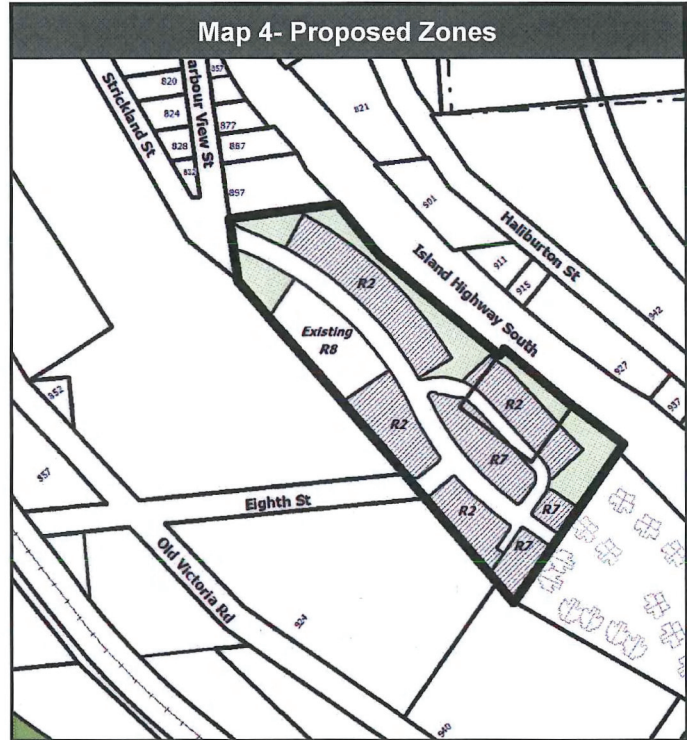 Map 4- Proposed Zones
820
824
828
832
857
877
887
897
Strickland St
arbour View St
821
901
911
915
942
927
937
Haliburton St
Island Highway South
R2
Existing
R8
R2
R2
R7
R2
R7
R7
852
857
Eighth St
Old Victoria Rd
924
940